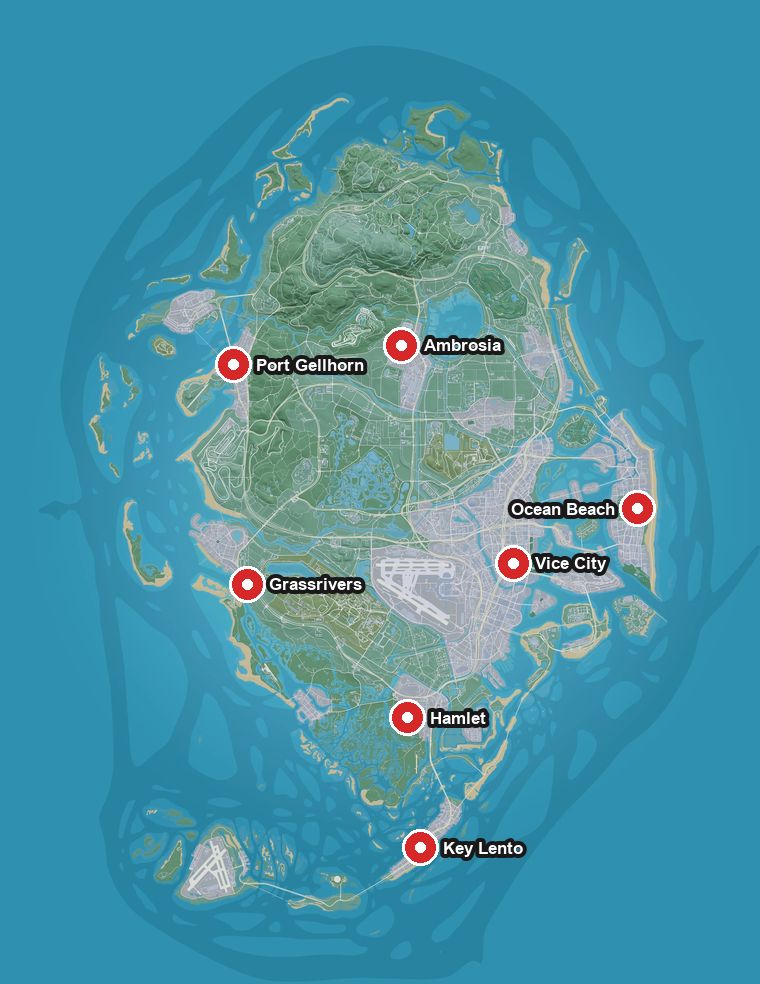 Ambrosia
Port Gellhorn
Ocean Beach
Vice City
Grassrivers
Hamlet
Key Lento